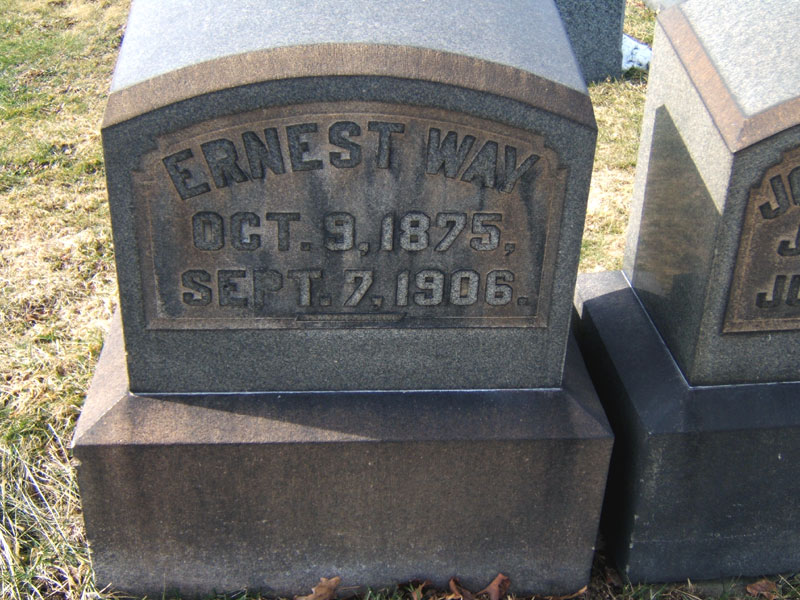 ERNEST WAY
OCT. 9, 1875,
SEPT. 7, 1906.